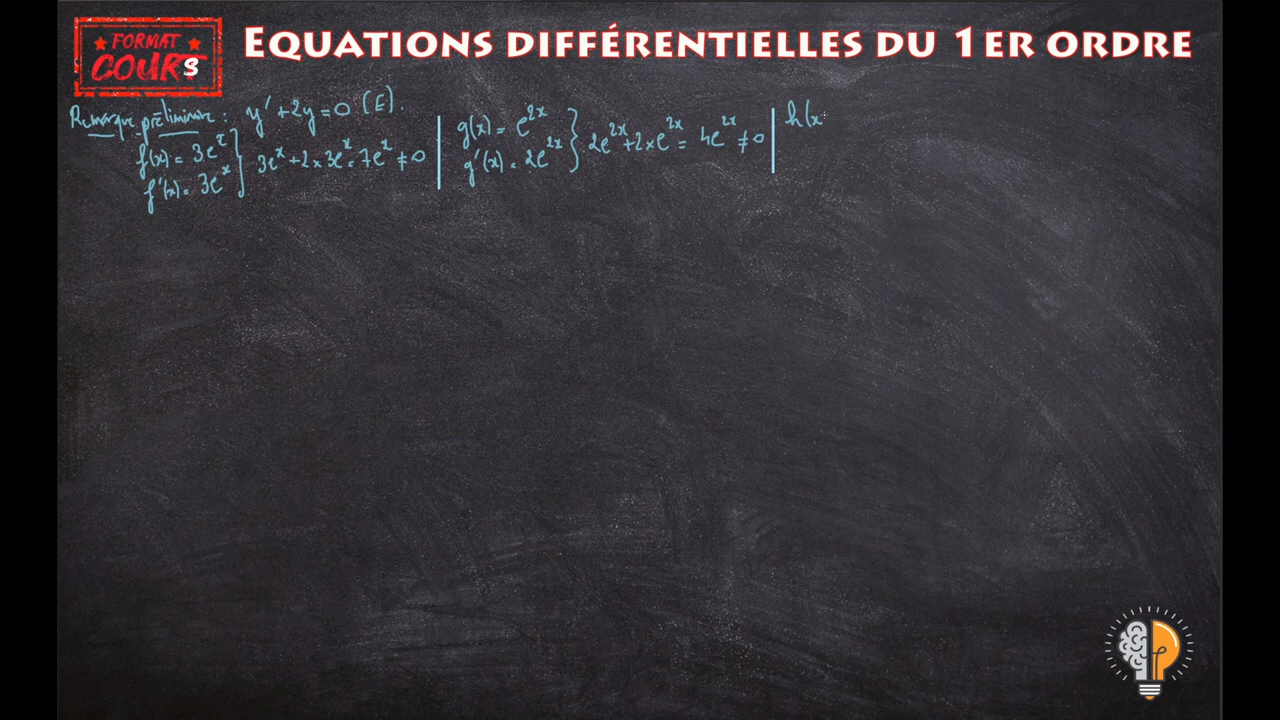 FORMAT
COURS
EQUATIONS DIFFÉRENTIELLES DU 1ER ORDRE
Remarque préliminaire : y' + 2y = 0 (E).
f(x) = 3e^x
f'(x) = 3e^x
3e^x + 2 × 3e^x = 7e^x ≠ 0
g(x) = e^{2x}
g'(x) = 2e^{2x}
2e^{2x} + 2 × e^{2x} = 4e^{2x} ≠ 0
h(x